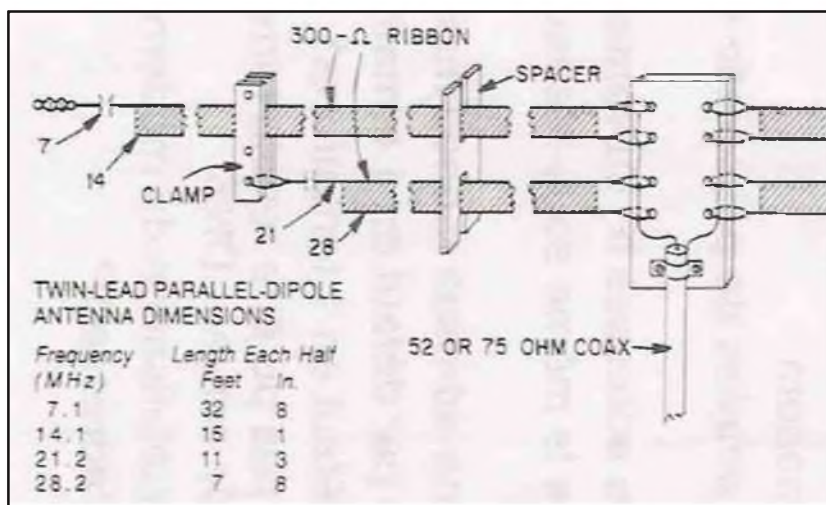 300-Ω RIBBON
SPACER
7
14
CLAMP
21
28
TWIN-LEAD PARALLEL-DIPOLE
ANTENNA DIMENSIONS
52 OR 75 OHM COAX
Frequency Length Each Half
(MHz) Feet In.
7.1 32 8
14.1 15 1
21.2 11 3
28.2 7 8